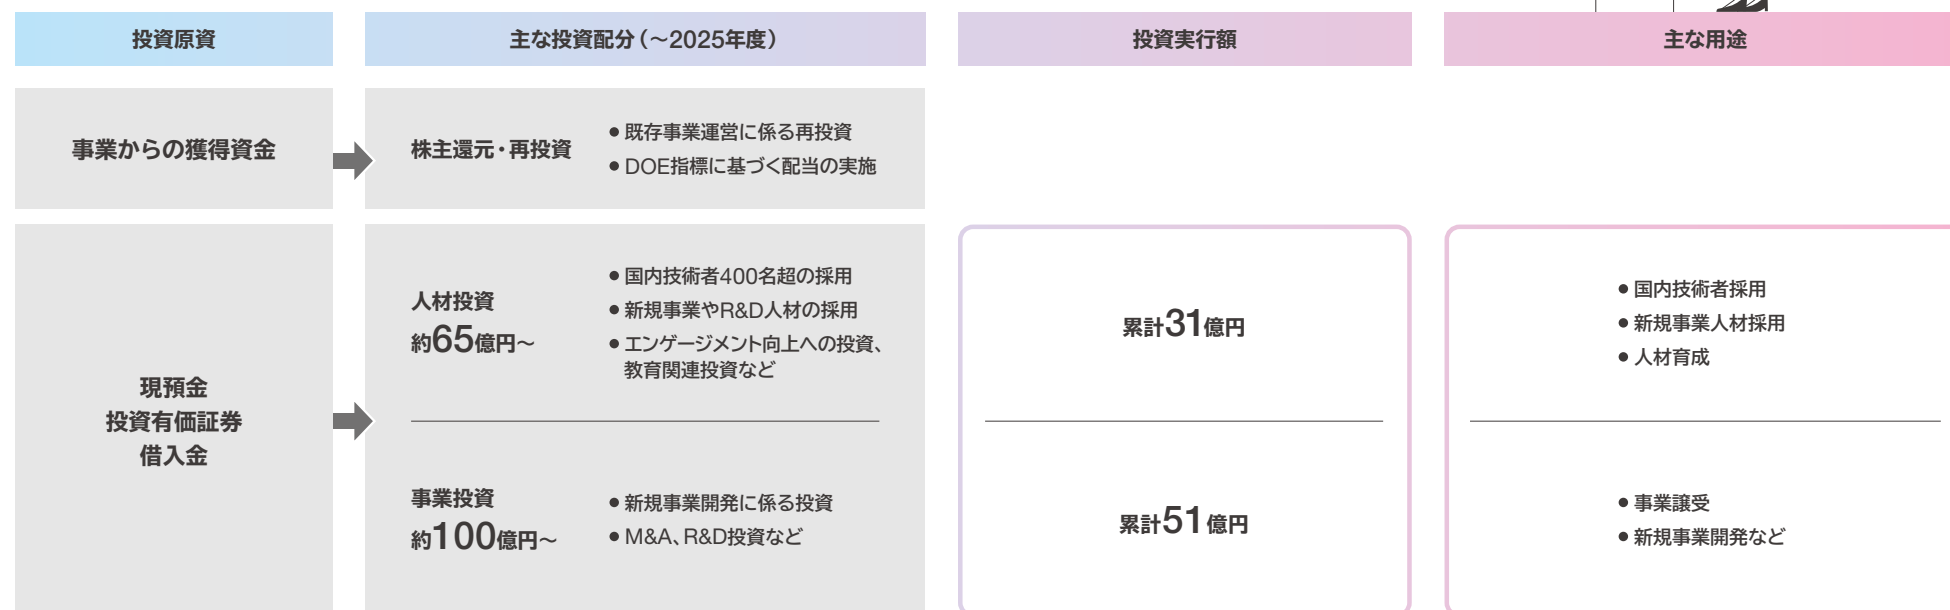 投資原資
主な投資配分（～2025年度）
投資実行額
主な用途
事業からの獲得資金
株主還元・再投資
● 既存事業運営に係る再投資
● DOE指標に基づく配当の実施
現預金
投資有価証券
借入金
人材投資
約65億円～
● 国内技術者400名超の採用
● 新規事業やR&D人材の採用
● エンゲージメント向上への投資、
教育関連投資など
累計31億円
● 国内技術者採用
● 新規事業人材採用
● 人材育成
事業投資
約100億円～
● 新規事業開発に係る投資
● M&A、R&D投資など
累計51億円
● 事業譲受
● 新規事業開発など